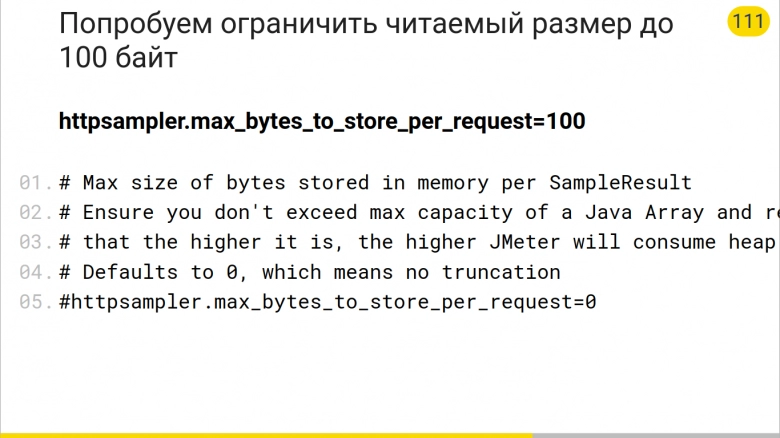 Попробуем ограничить читаемый размер до
111
100 байт
httpsampler.max_bytes_to_store_per_request=100
01. # Max size of bytes stored in memory per SampleResult
02. # Ensure you don't exceed max capacity of a Java Array and
03. # that the higher it is, the higher JMeter will consume heap
04. # Defaults to 0, which means no truncation
05. #httpsampler.max_bytes_to_store_per_request=0